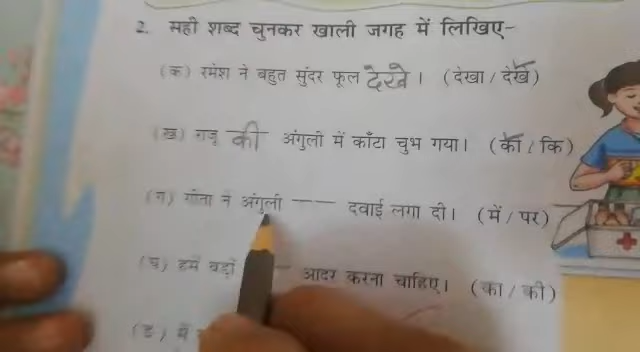 2. सही शब्द चुनकर खाली जगह में लिखिए-
(क) रमेश ने बहुत सुंदर फूल देखे। (देखा / देखे)
(ख) राजू की अंगुली में काँटा चुभ गया। (की / कि)
(ग) गीता ने अंगुली —— दवाई लगा दी। (में / पर)
(घ) हमें बड़ों — आदर करना चाहिए। (का / की)
(ङ) में